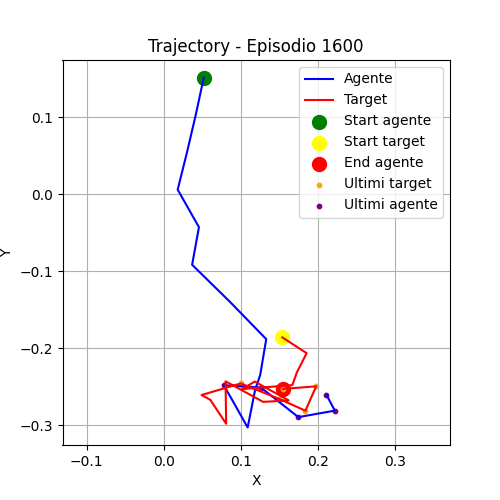 Trajectory - Episodio 1600
Agente
Target
Start agente
Start target
End agente
Ultimi target
Ultimi agente
0.1
0.0
−0.1
−0.2
−0.3
Y
−0.1
0.0
0.1
0.2
0.3
X